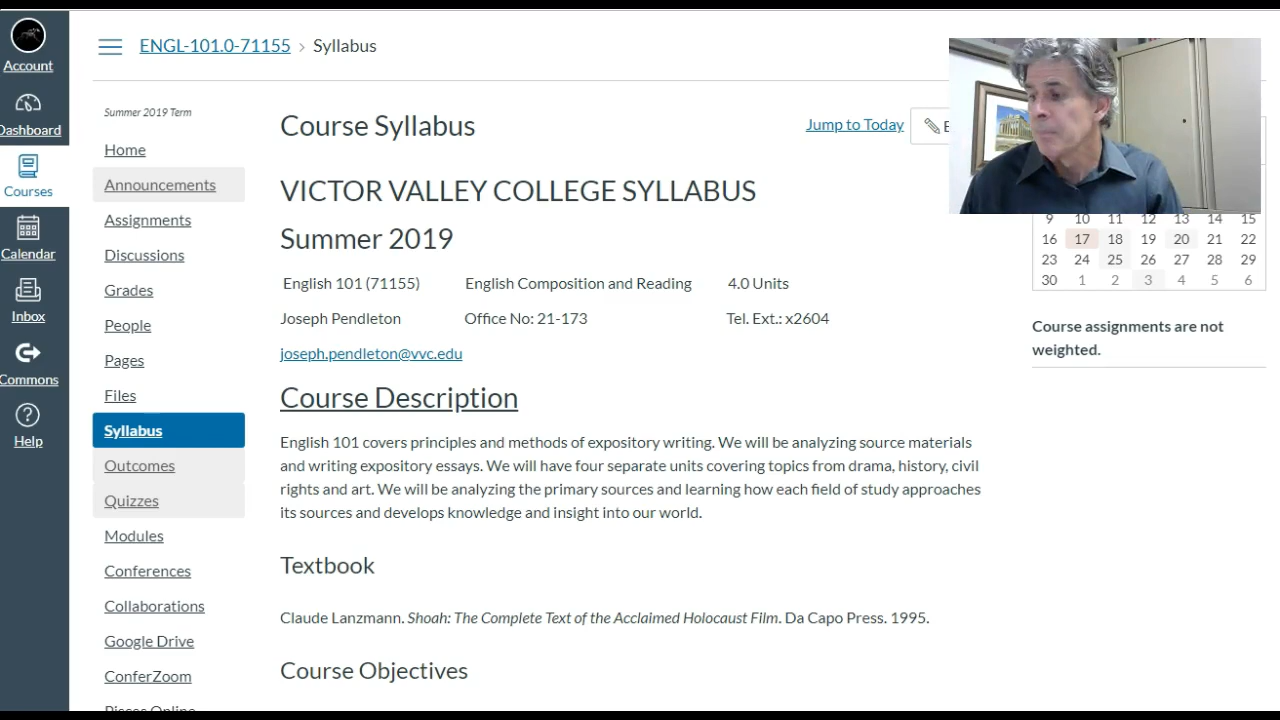 Account
Dashboard
Courses
Calendar
Inbox
Commons
Help
ENGL-101.0-71155 › Syllabus
Summer 2019 Term
Home
Announcements
Assignments
Discussions
Grades
People
Pages
Files
Syllabus
Outcomes
Quizzes
Modules
Conferences
Collaborations
Google Drive
ConferZoom
Course Syllabus
Jump to Today
VICTOR VALLEY COLLEGE SYLLABUS
Summer 2019
English 101 (71155) English Composition and Reading 4.0 Units
Joseph Pendleton Office No: 21-173 Tel. Ext.: x2604
joseph.pendleton@vvc.edu
Course Description
English 101 covers principles and methods of expository writing. We will be analyzing source materials
and writing expository essays. We will have four separate units covering topics from drama, history, civil
rights and art. We will be analyzing the primary sources and learning how each field of study approaches
its sources and develops knowledge and insight into our world.
Textbook
Claude Lanzmann. Shoah: The Complete Text of the Acclaimed Holocaust Film. Da Capo Press. 1995.
Course Objectives
9 10 11 12 13 14 15
16 17 18 19 20 21 22
23 24 25 26 27 28 29
30 1 2 3 4 5 6
Course assignments are not
weighted.